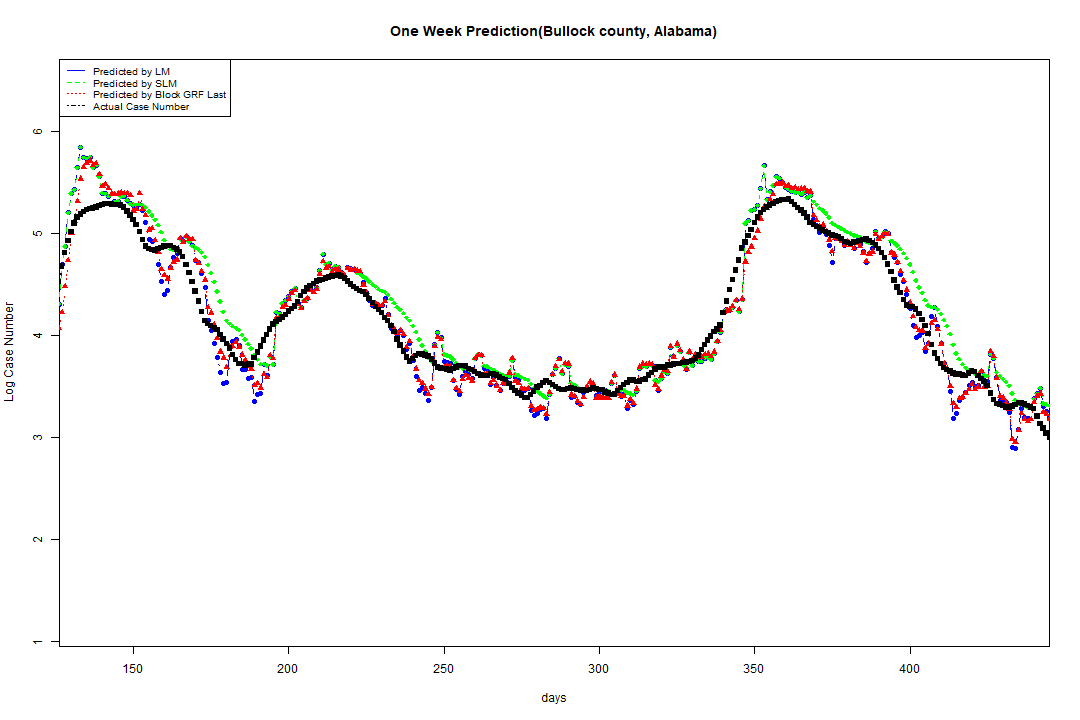 One Week Prediction(Bullock county, Alabama)
Predicted by LM
Predicted by SLM
Predicted by Block GRF Last
Actual Case Number
Log Case Number
6
5
4
3
2
1
150 200 250 300 350 400
days